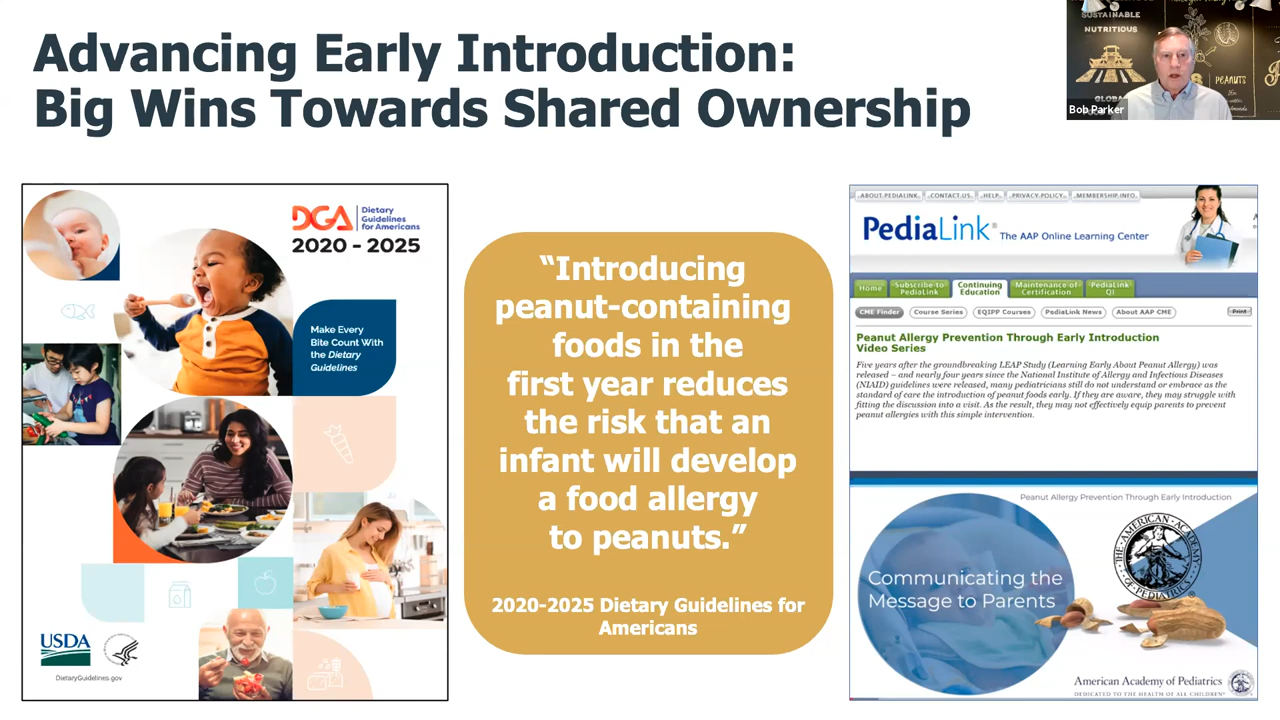 Advancing Early Introduction:
Big Wins Towards Shared Ownership
SUSTAINABLE
NUTRITIOUS
PEANUTS
GLOBAL
Bob Parker
DGA
Dietary
Guidelines
for Americans
2020 - 2025
Make Every
Bite Count With
the Dietary
Guidelines
USDA
DietaryGuidelines.gov
“Introducing
peanut-containing
foods in the
first year reduces
the risk that an
infant will develop
a food allergy
to peanuts.”
2020-2025 Dietary Guidelines for
Americans
ABOUT PEDIALINK CONTACT US HELP PRIVACY POLICY MEMBERSHIP INFO
PediaLink® The AAP Online Learning Center
Home Subscribe to PediaLink Continuing Education Maintenance of Certification PediaLink QI
CME Finder Course Series EQIPP Courses PediaLink News About AAP CME Print
Peanut Allergy Prevention Through Early Introduction
Video Series
Five years after the groundbreaking LEAP Study (Learning Early About Peanut Allergy) was
released – and nearly four years since the National Institute of Allergy and Infectious Diseases
(NIAID) guidelines were released, many pediatricians still do not understand or embrace as the
standard of care the introduction of peanut foods early. If they are aware, they may struggle with
fitting the discussion into a visit. As the result, they may not effectively equip parents to prevent
peanut allergies with this simple intervention.
Peanut Allergy Prevention Through Early Introduction
Communicating the
Message to Parents
THE AMERICAN ACADEMY OF PEDIATRICS
American Academy of Pediatrics
DEDICATED TO THE HEALTH OF ALL CHILDREN®